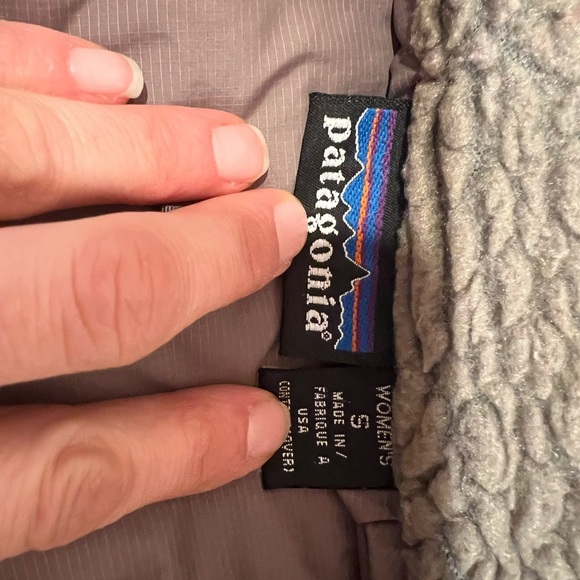 patagonia®
WOMEN'S
S
MADE IN/
FABRIQUE A
USA